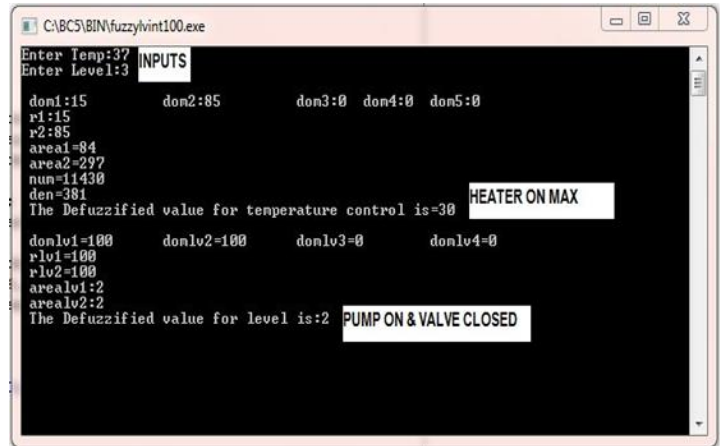 C:\BC5\BIN\fuzzylvint100.exe
Enter Temp:37
INPUTS
Enter Level:3
dom1:15 dom2:85 dom3:0 dom4:0 dom5:0
r1:15
r2:85
area1=84
area2=297
num=11430
den=381
HEATER ON MAX
The Defuzzified value for temperature control is=30
domlv1=100 domlv2=100 domlv3=0 domlv4=0
rlv1=100
rlv2=100
arealv1:2
arealv2:2
The Defuzzified value for level is:2
PUMP ON & VALVE CLOSED